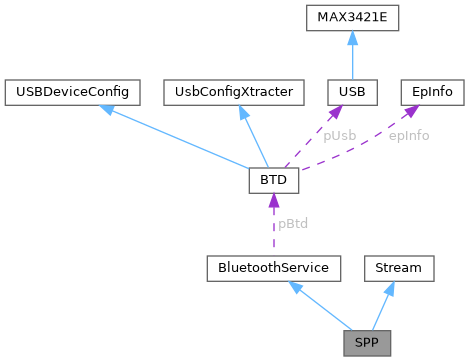 MAX3421E
USBDeviceConfig
UsbConfigXtracter
USB
EpInfo
pUsb
epInfo
BTD
pBtd
BluetoothService
Stream
SPP